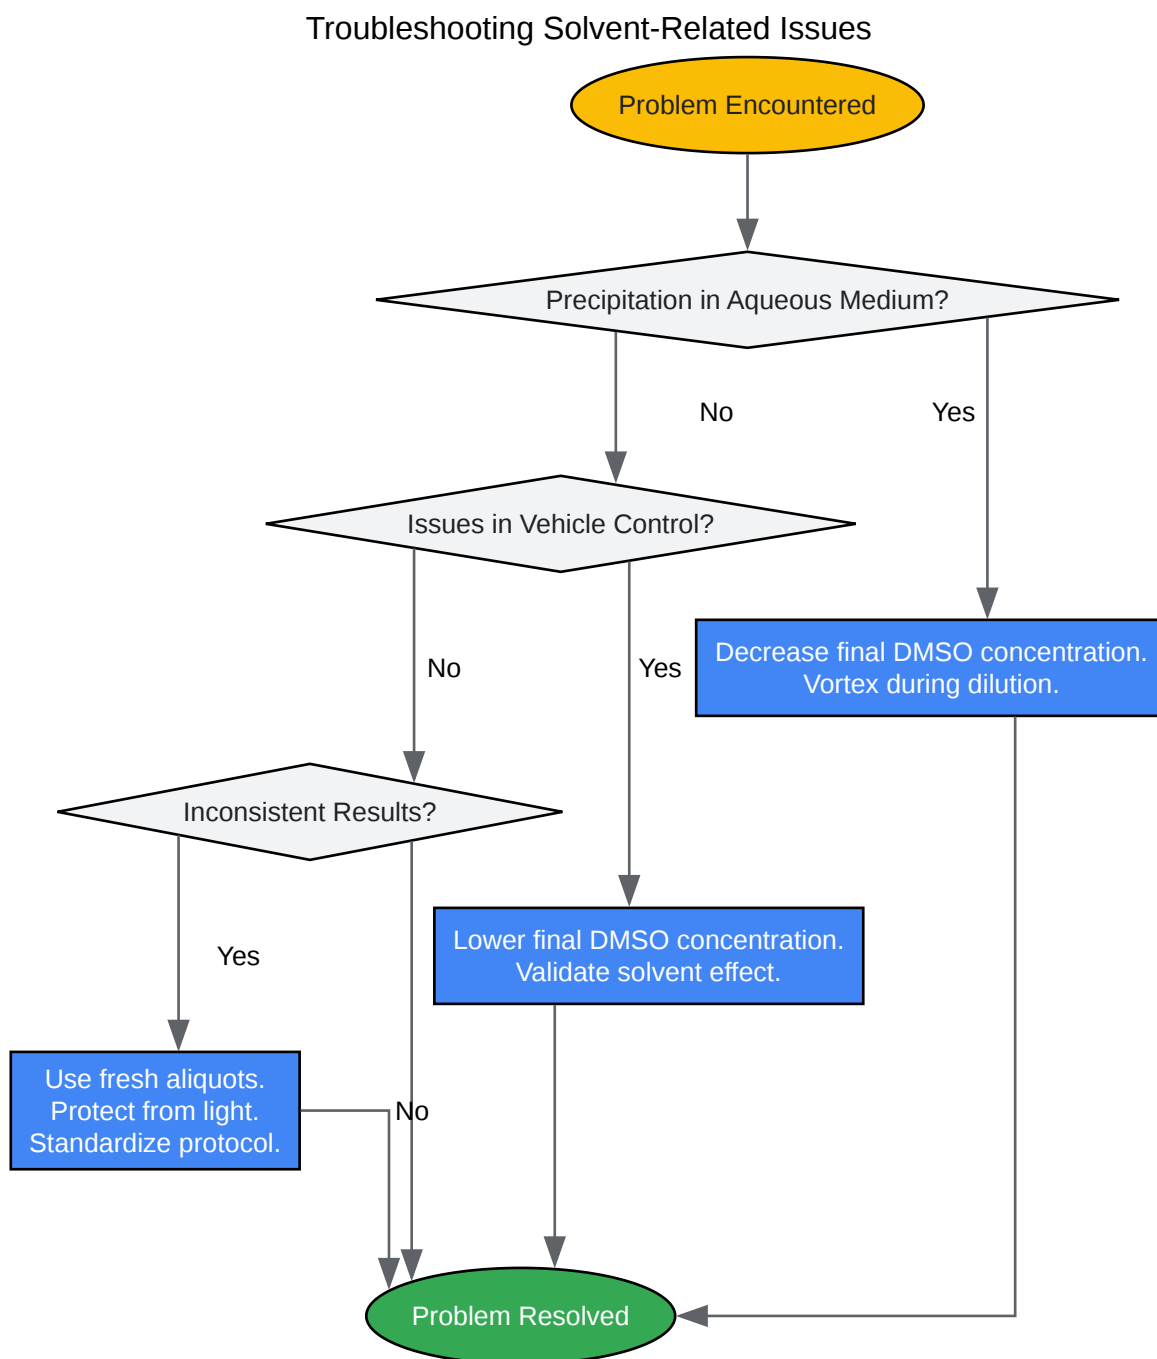 Troubleshooting Solvent-Related Issues
Problem Encountered
Precipitation in Aqueous Medium?
No
Yes
Issues in Vehicle Control?
Decrease final DMSO concentration.
Vortex during dilution.
No
Yes
Inconsistent Results?
Lower final DMSO concentration.
Validate solvent effect.
Yes
Use fresh aliquots.
Protect from light.
Standardize protocol.
No
Problem Resolved